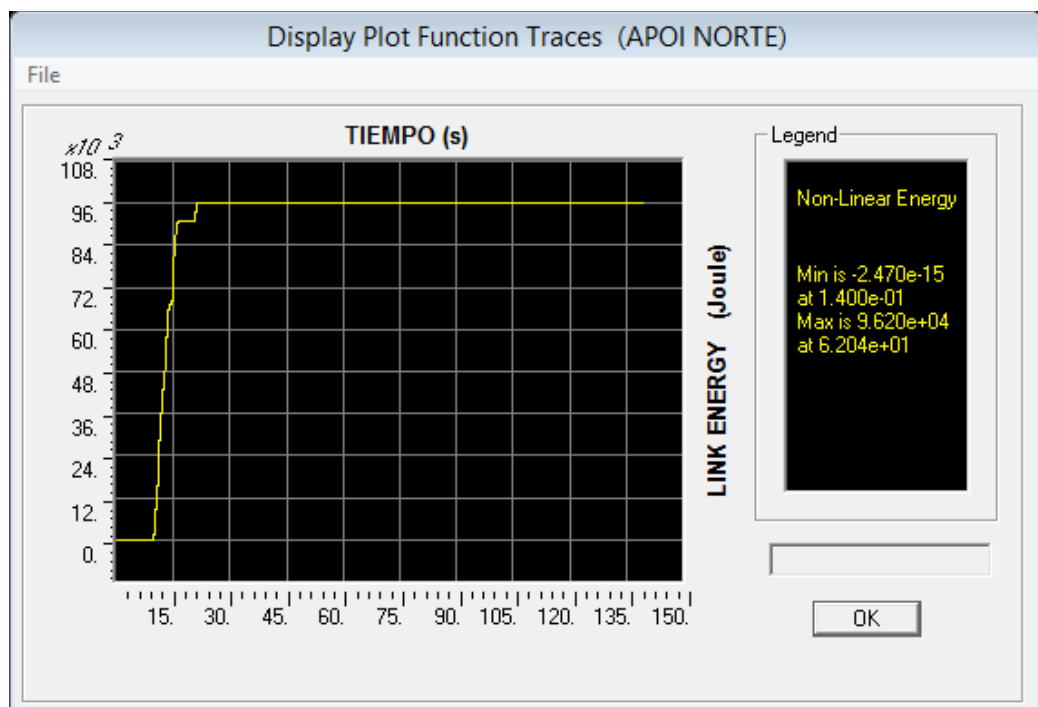 Display Plot Function Traces (APOI NORTE)
File
x10 3
TIEMPO (s)
108.
96.
84.
72.
60.
48.
36.
24.
12.
0.
15. 30. 45. 60. 75. 90. 105. 120. 135. 150.
LINK ENERGY (Joule)
Legend
Non-Linear Energy
Min is -2.470e-15
at 1.400e-01
Max is 9.620e+04
at 6.204e+01
OK